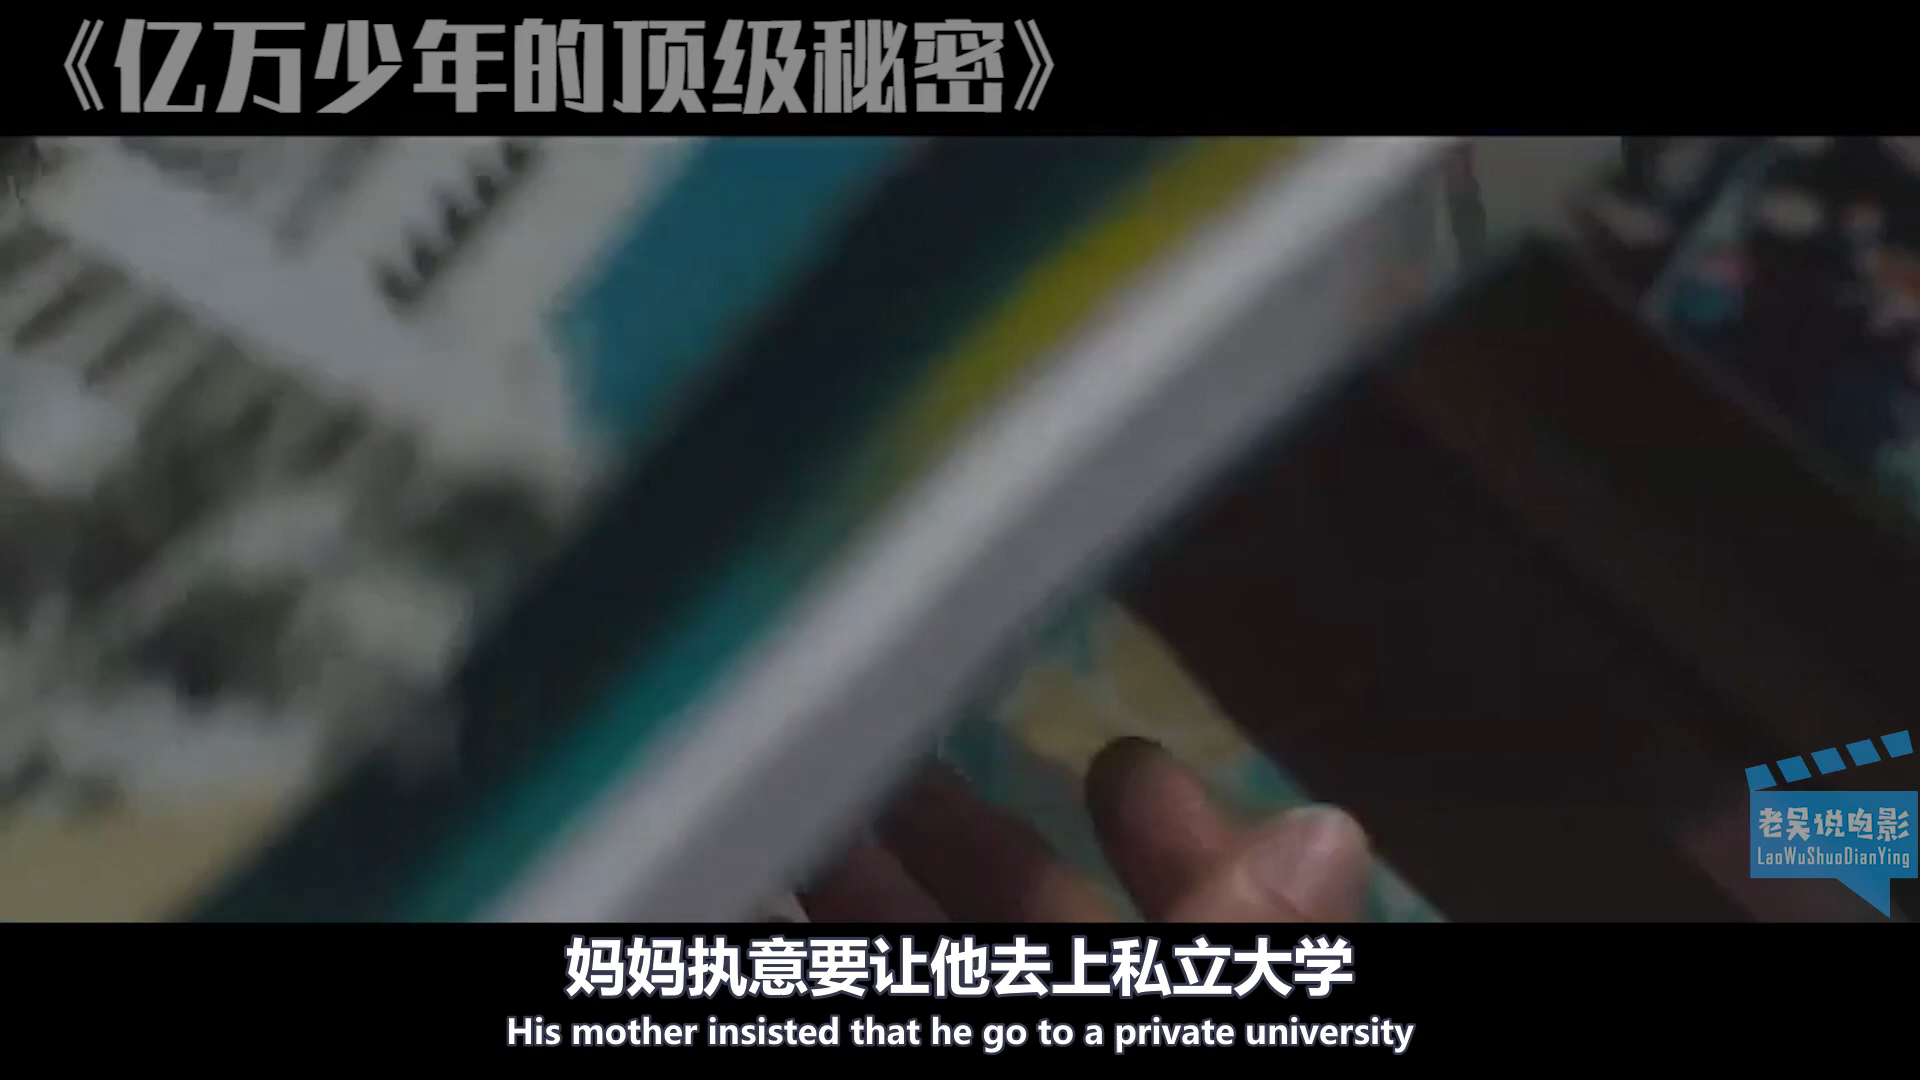 《亿万少年的顶级秘密》
老吴说电影
LaoWuShuoDianYing
妈妈执意要让他去上私立大学
His mother insisted that he go to a private university